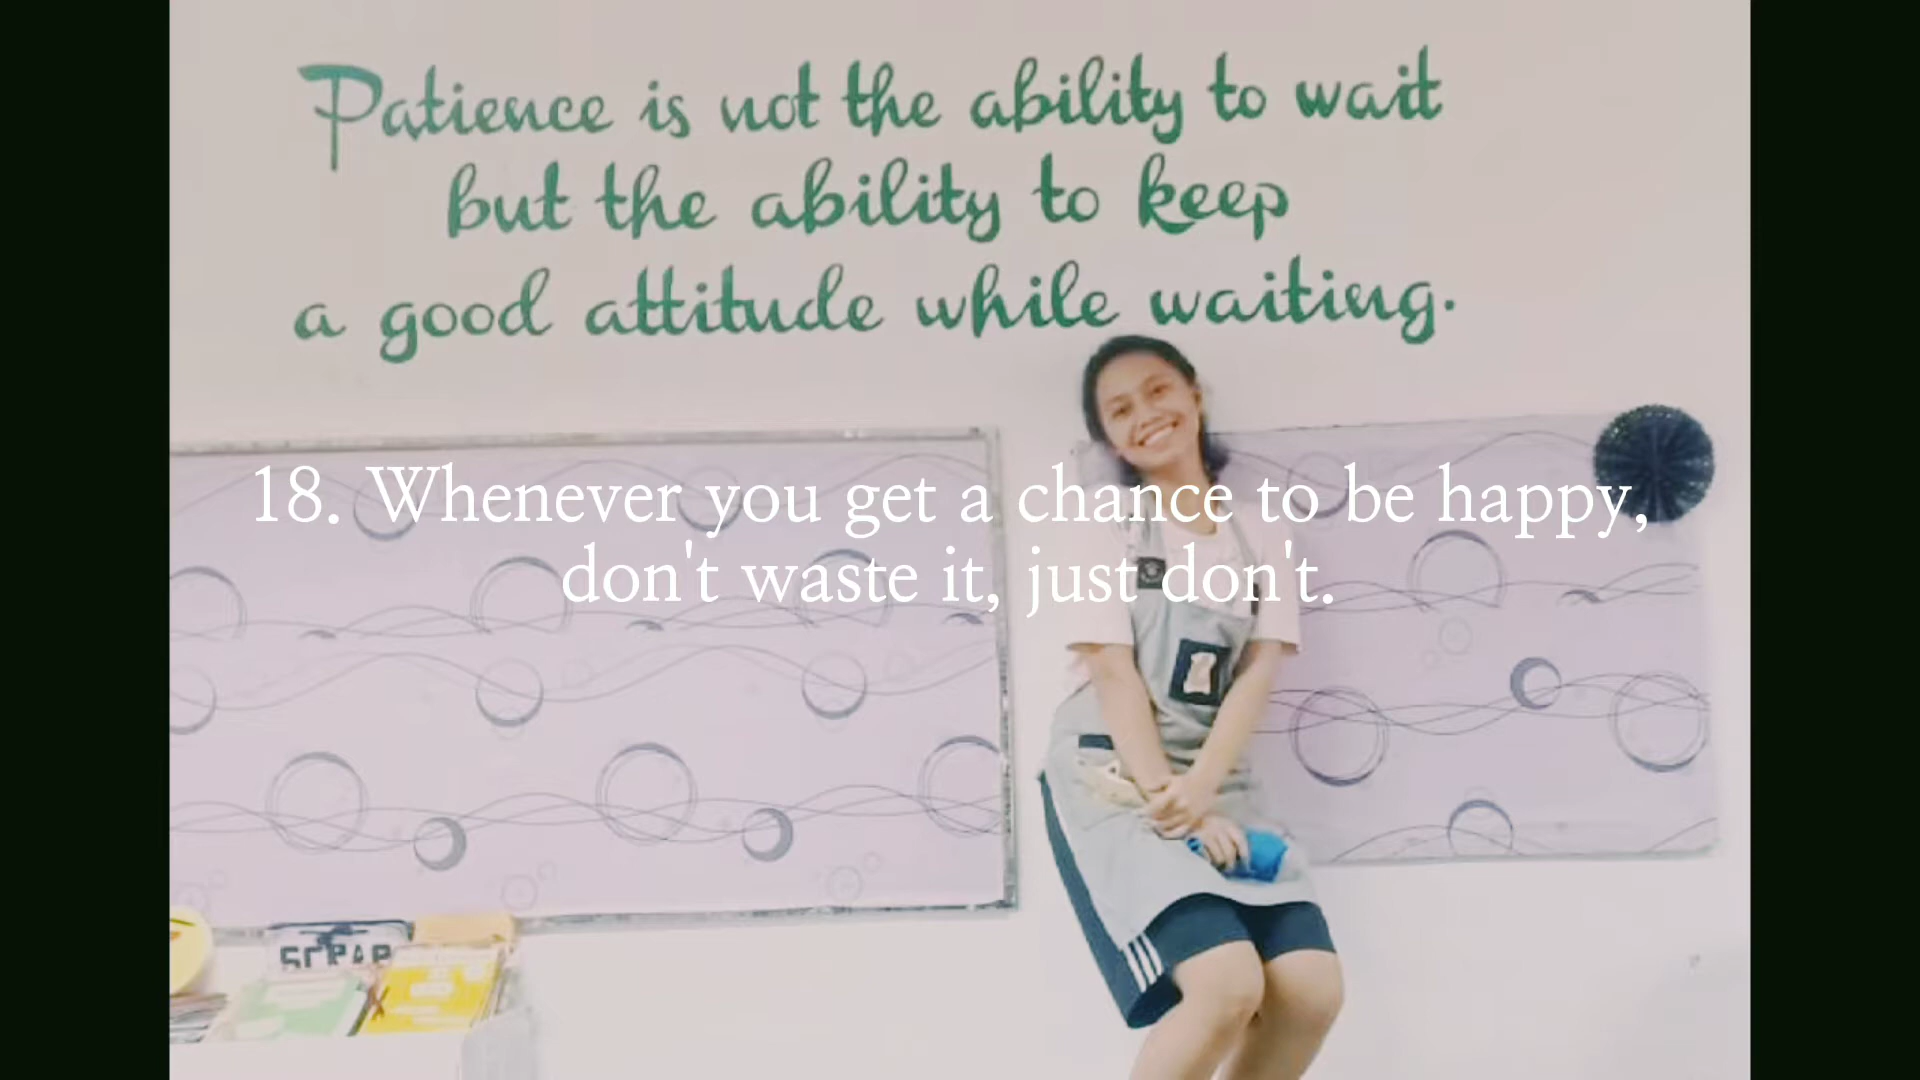 Patience is not the ability to wait
but the ability to keep
a good attitude while waiting.
18. Whenever you get a chance to be happy,
don't waste it, just don't.
SCRAP